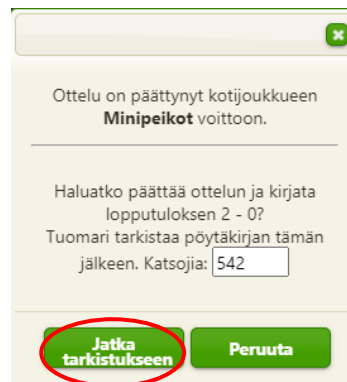 Ottelu on päättynyt kotijoukkueen
Minipeikot voittoon.
Haluatko päättää ottelun ja kirjata
lopputuloksen 2 - 0?
Tuomari tarkistaa pöytäkirjan tämän
jälkeen. Katsojia: 542
Jatka
tarkistukseen
Peruuta